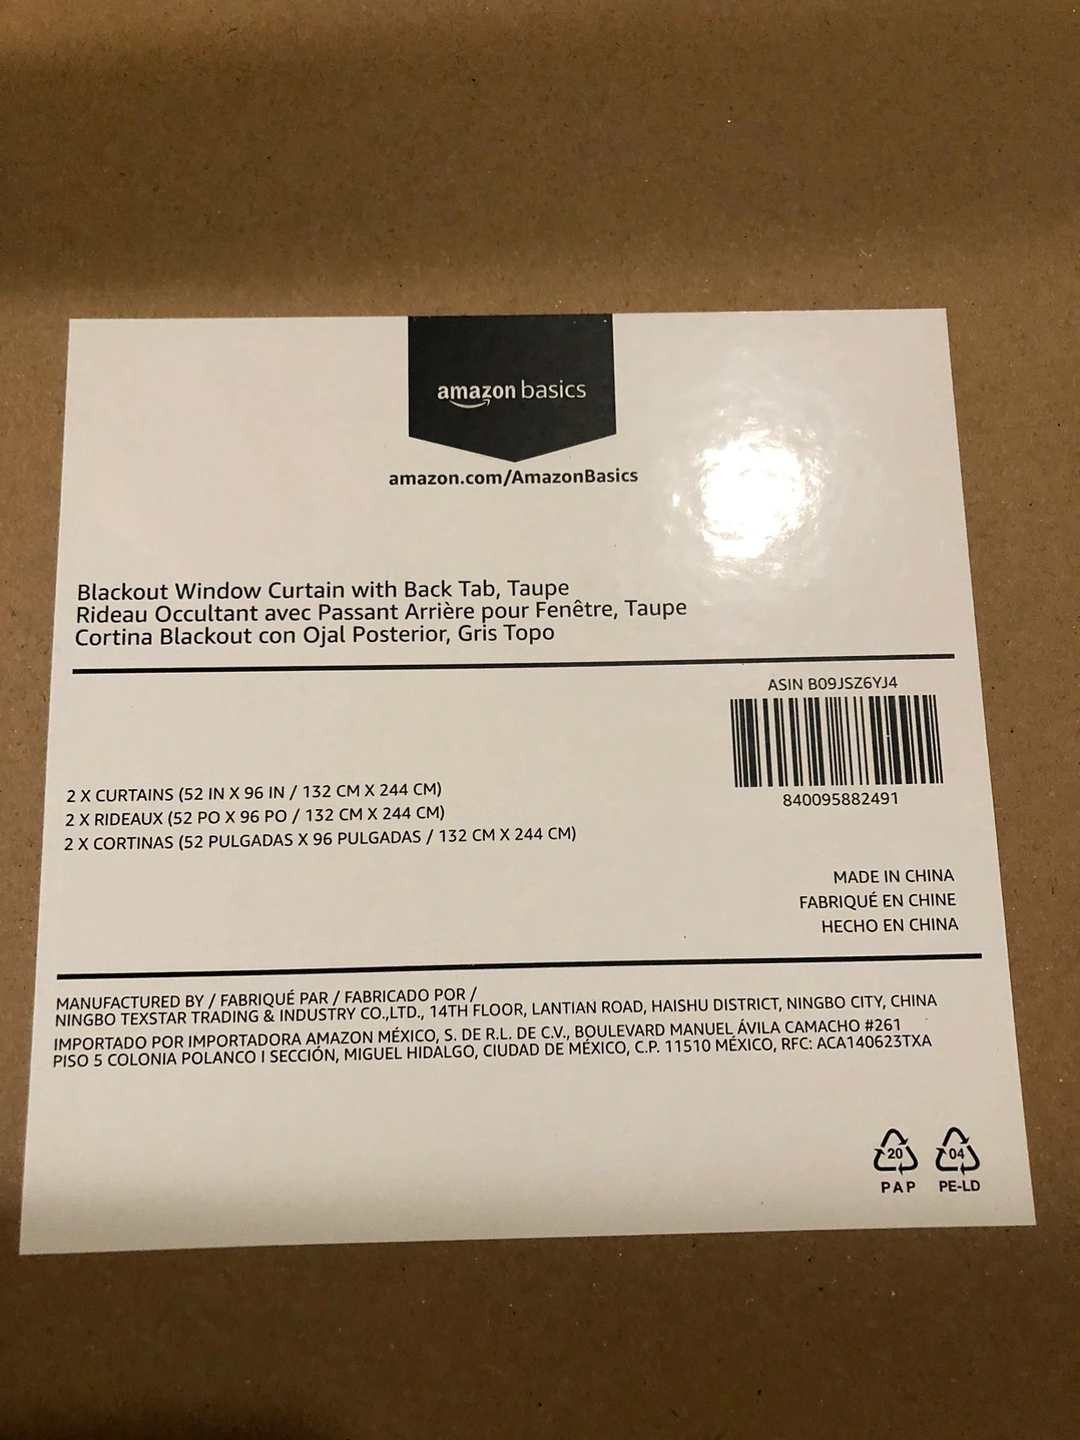 amazon basics
amazon.com/AmazonBasics
Blackout Window Curtain with Back Tab, Taupe
Rideau Occultant avec Passant Arrière pour Fenêtre, Taupe
Cortina Blackout con Ojal Posterior, Gris Topo
ASIN B09JSZ6YJ4
840095882491
2 X CURTAINS (52 IN X 96 IN / 132 CM X 244 CM)
2 X RIDEAUX (52 PO X 96 PO / 132 CM X 244 CM)
2 X CORTINAS (52 PULGADAS X 96 PULGADAS / 132 CM X 244 CM)
MADE IN CHINA
FABRIQUÉ EN CHINE
HECHO EN CHINA
MANUFACTURED BY / FABRIQUÉ PAR / FABRICADO POR /
NINGBO TEXSTAR TRADING & INDUSTRY CO.,LTD., 14TH FLOOR, LANTIAN ROAD, HAISHU DISTRICT, NINGBO CITY, CHINA
IMPORTADO POR IMPORTADORA AMAZON MÉXICO, S. DE R.L. DE C.V., BOULEVARD MANUEL ÁVILA CAMACHO #261
PISO 5 COLONIA POLANCO I SECCIÓN, MIGUEL HIDALGO, CIUDAD DE MÉXICO, C.P. 11510 MÉXICO, RFC: ACA140623TXA
20 04
PAP PE-LD